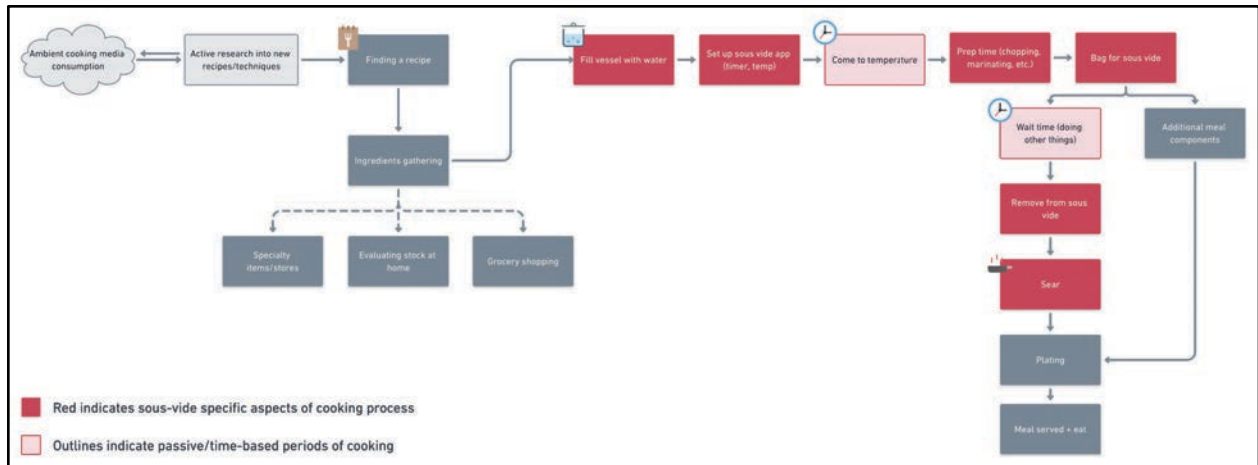 Ambient cooking media
consumption
Active research into new
recipes/techniques
Finding a recipe
Fill vessel with water
Set up sous vide app
(timer, temp)
Come to temperature
Prep time (chopping,
marinating, etc.)
Bag for sous vide
Wait time (doing
other things)
Additional meal
components
Ingredients gathering
Remove from sous
vide
Specialty
items/stores
Evaluating stock at
home
Grocery shopping
Sear
Plating
Meal served + eat
Red indicates sous-vide specific aspects of cooking process
Outlines indicate passive/time-based periods of cooking